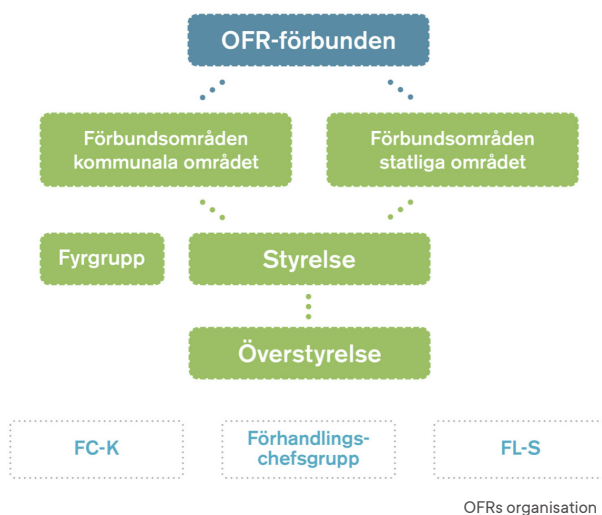 OFR-förbunden
Förbundsområden
kommunala området
Förbundsområden
statliga området
Fyrgrupp
Styrelse
Överstyrelse
FC-K
Förhandlings-
chefsgrupp
FL-S
OFRs organisation